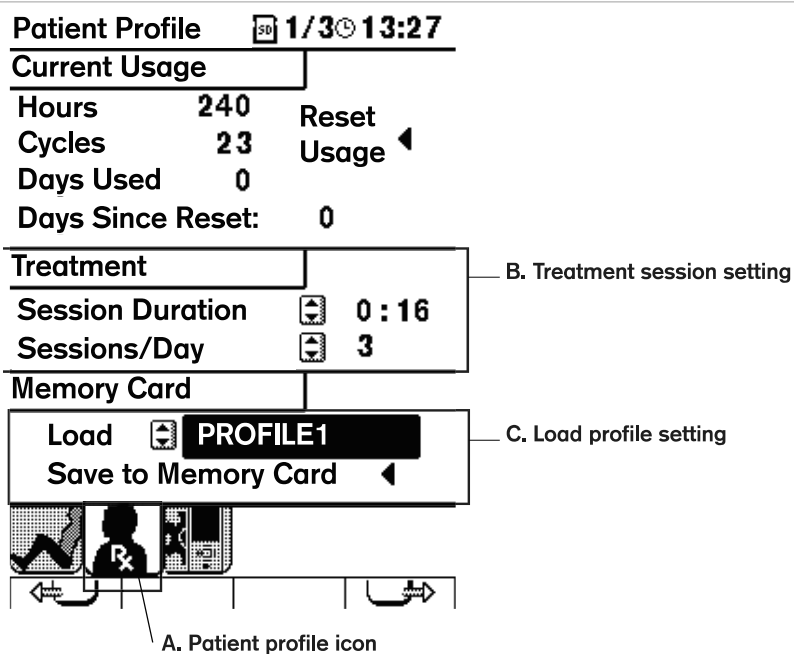 Patient Profile SD 1/3 13:27
Current Usage
Hours 240
Cycles 23
Reset Usage
Days Used 0
Days Since Reset: 0
Treatment
B. Treatment session setting
Session Duration 0:16
Sessions/Day 3
Memory Card
Load PROFILE1
C. Load profile setting
Save to Memory Card
Rx
A. Patient profile icon